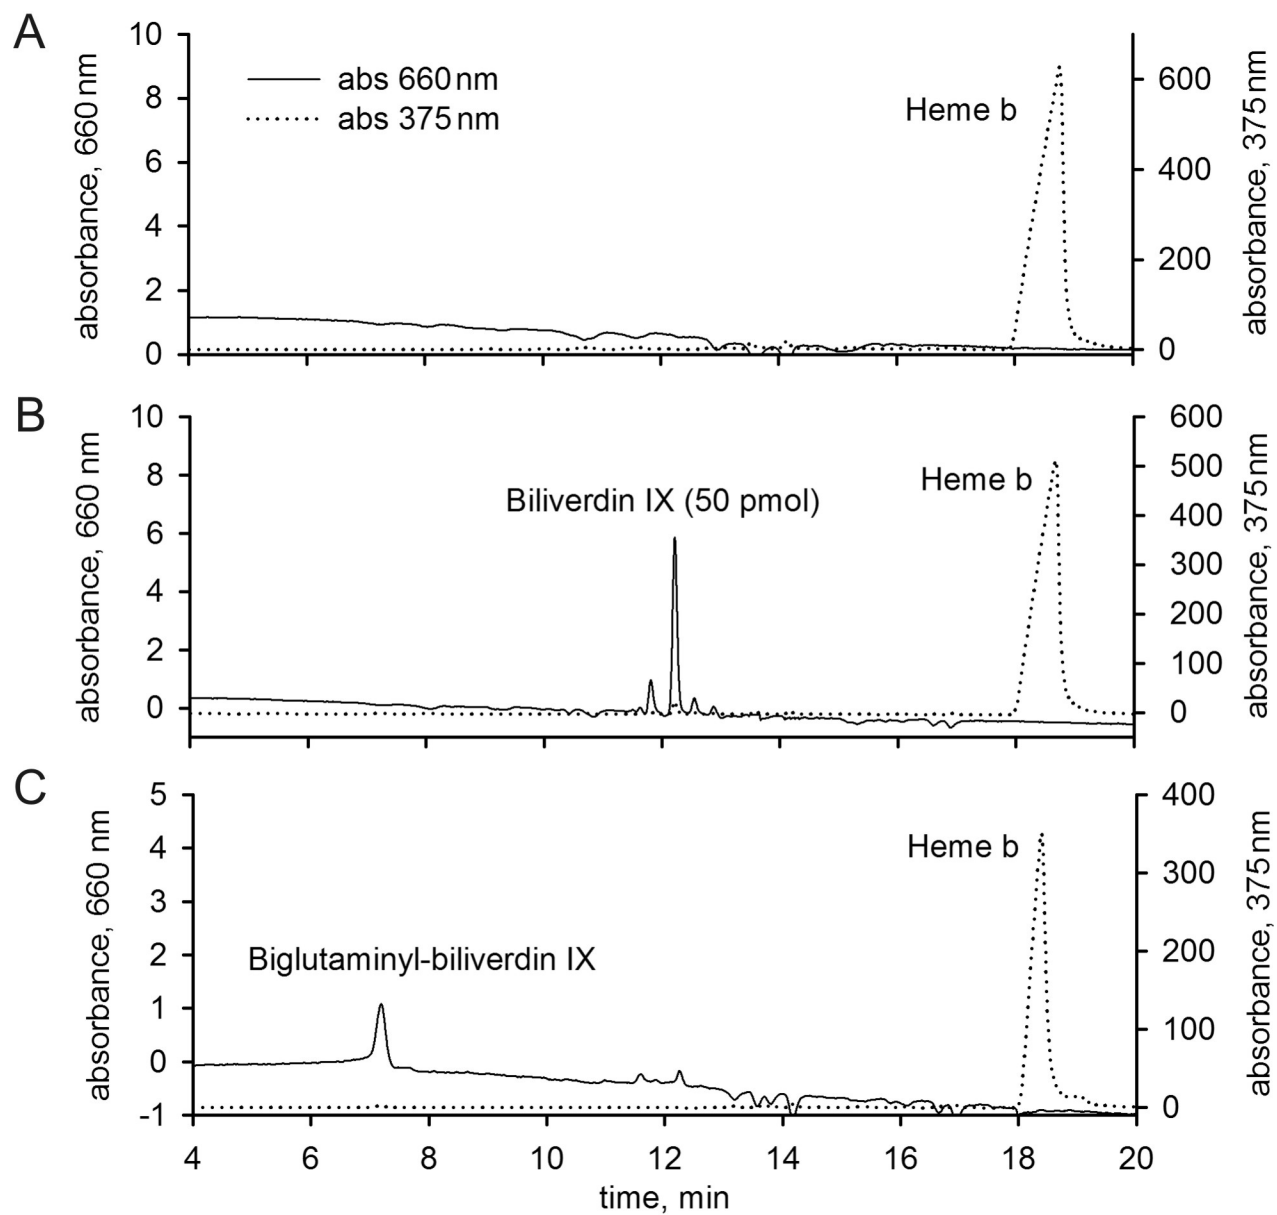 A
absorbance, 660 nm
10
8
6
4
2
0
abs 660 nm
abs 375 nm
Heme b
600
400
200
0
absorbance, 375 nm
B
absorbance, 660 nm
10
8
6
4
2
0
Biliverdin IX (50 pmol)
Heme b
600
500
400
300
200
100
0
absorbance, 375 nm
C
absorbance, 660 nm
5
4
3
2
1
0
-1
Biglutaminyl-biliverdin IX
Heme b
400
300
200
100
0
absorbance, 375 nm
4 6 8 10 12 14 16 18 20
time, min